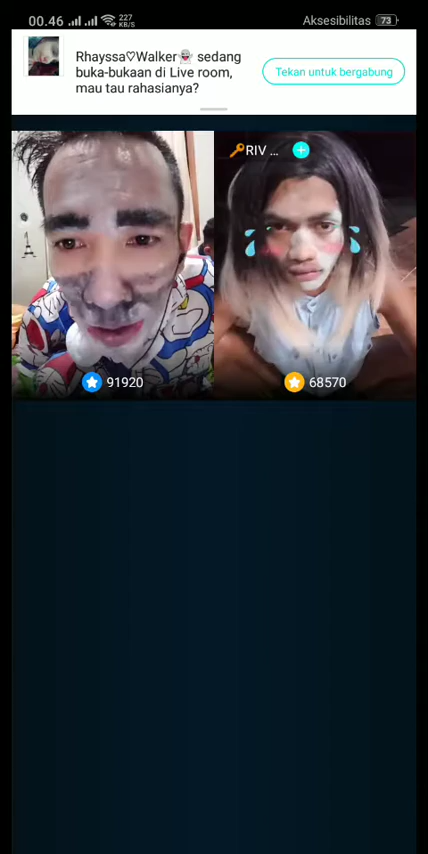 00.46 227 KB/S Aksesibilitas 73
Rhayssa♡Walker👻 sedang
buka-bukaan di Live room,
mau tau rahasianya?
Tekan untuk bergabung
🔑RIV ...
91920
68570